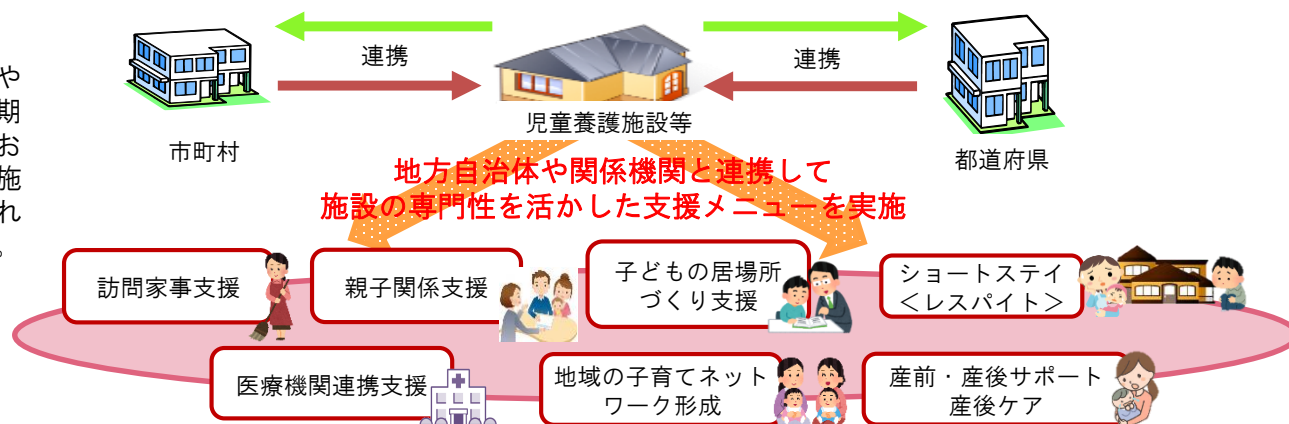 や
期
お
施
れ
。
連携
連携
市町村
児童養護施設等
都道府県
地方自治体や関係機関と連携して
施設の専門性を活かした支援メニューを実施
訪問家事支援
親子関係支援
子どもの居場所
づくり支援
ショートステイ
＜レスパイト＞
医療機関連携支援
地域の子育てネット
ワーク形成
産前・産後サポート
産後ケア